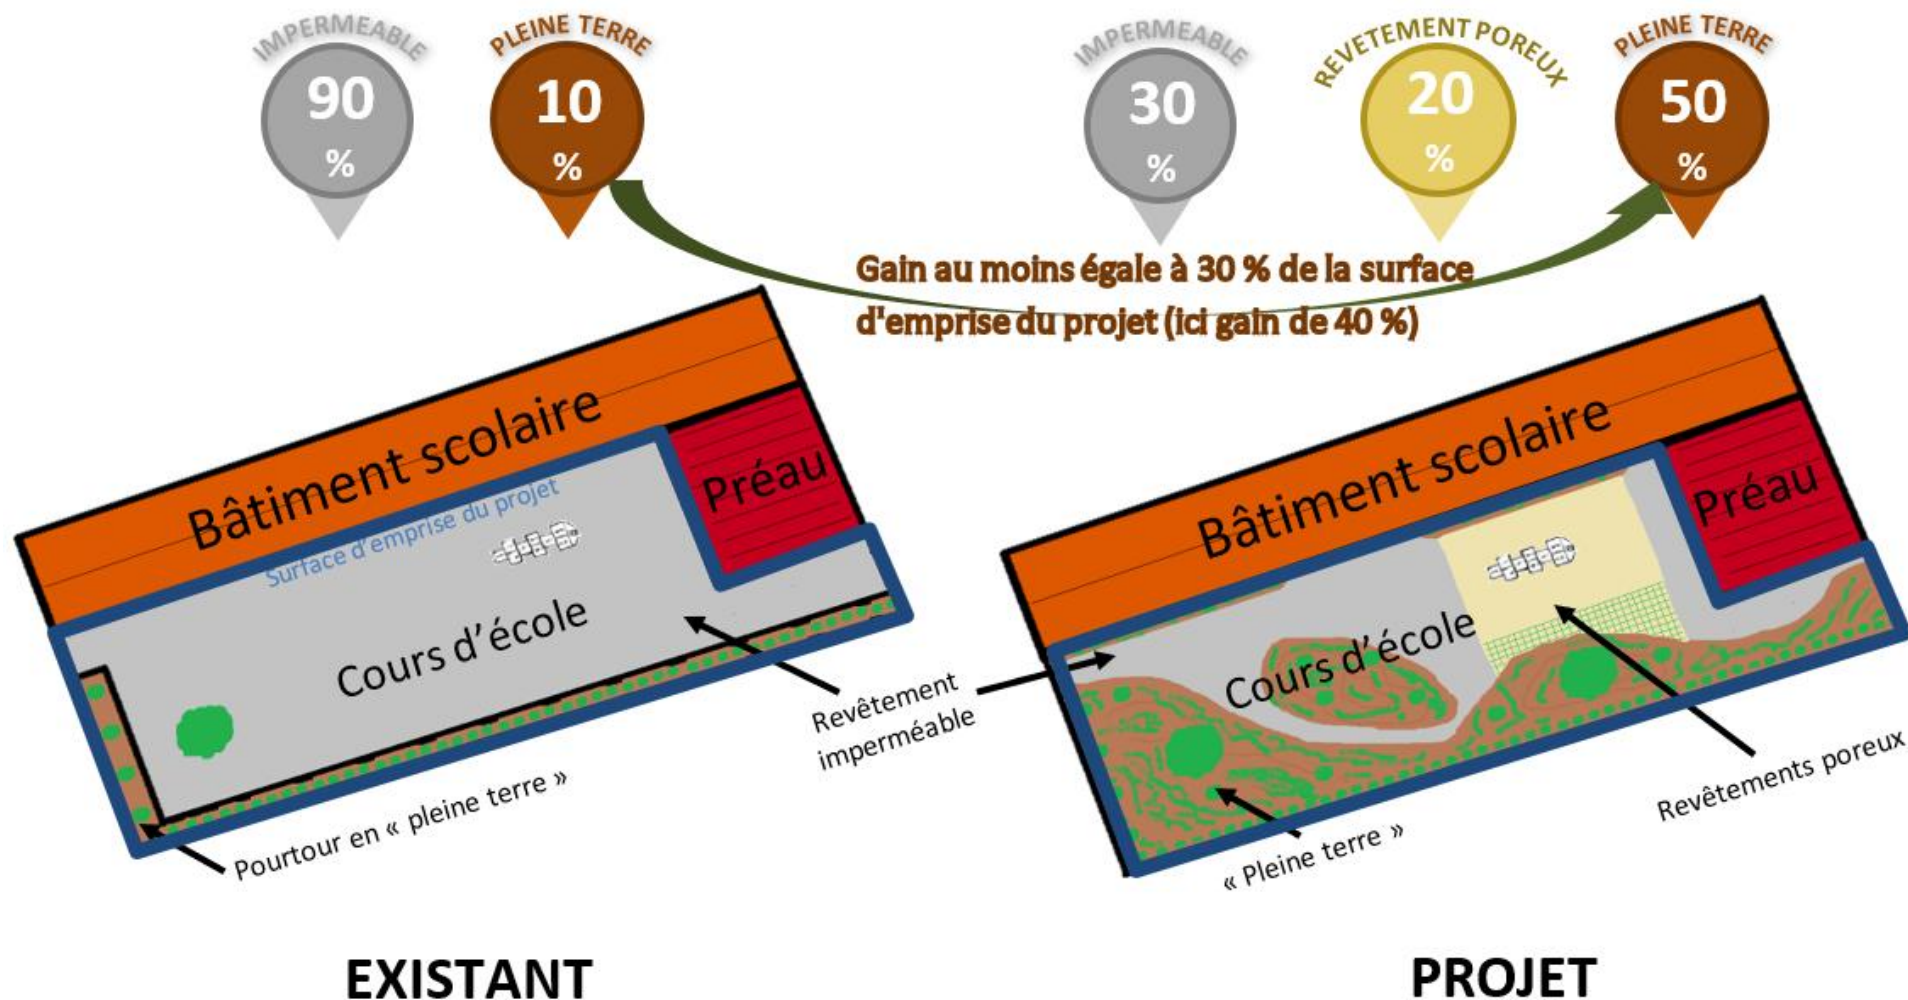 IMPERMEABLE
90
%
PLEINE TERRE
10
%
IMPERMEABLE
30
%
REVETEMENT POREUX
20
%
PLEINE TERRE
50
%
Gain au moins égale à 30 % de la surface
d'emprise du projet (ici gain de 40 %)
Bâtiment scolaire
Préau
Surface d'emprise du projet
Cours d'école
Pourtour en « pleine terre »
Revêtement
imperméable
Bâtiment scolaire
Préau
Cours d'école
Revêtements poreux
« Pleine terre »
EXISTANT
PROJET